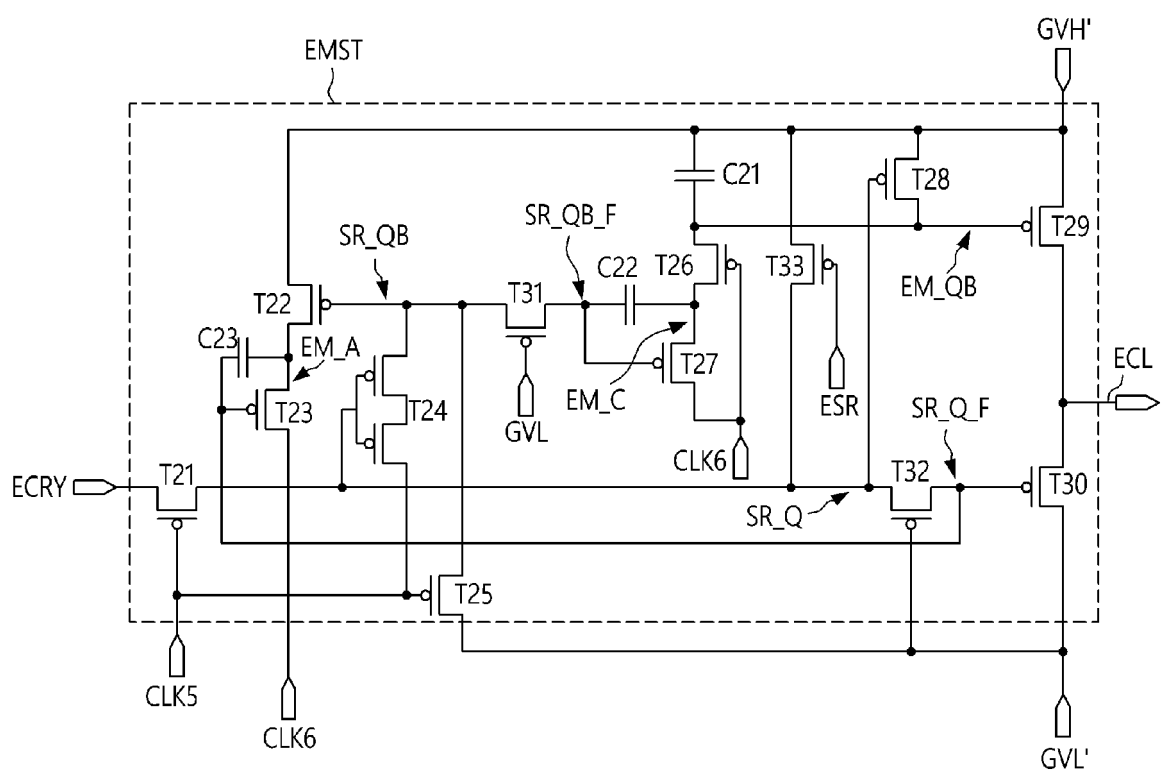 EMST
GVH'
C21
T28
SR_QB_F
T29
SR_QB
C22
T26
T33
EM_QB
T22
T31
C23
EM_A
T27
ECL
T23
T24
EM_C
ESR
SR_Q_F
GVL
CLK6
T21
T32
ECRY
T30
SR_Q
T25
CLK5
CLK6
GVL'